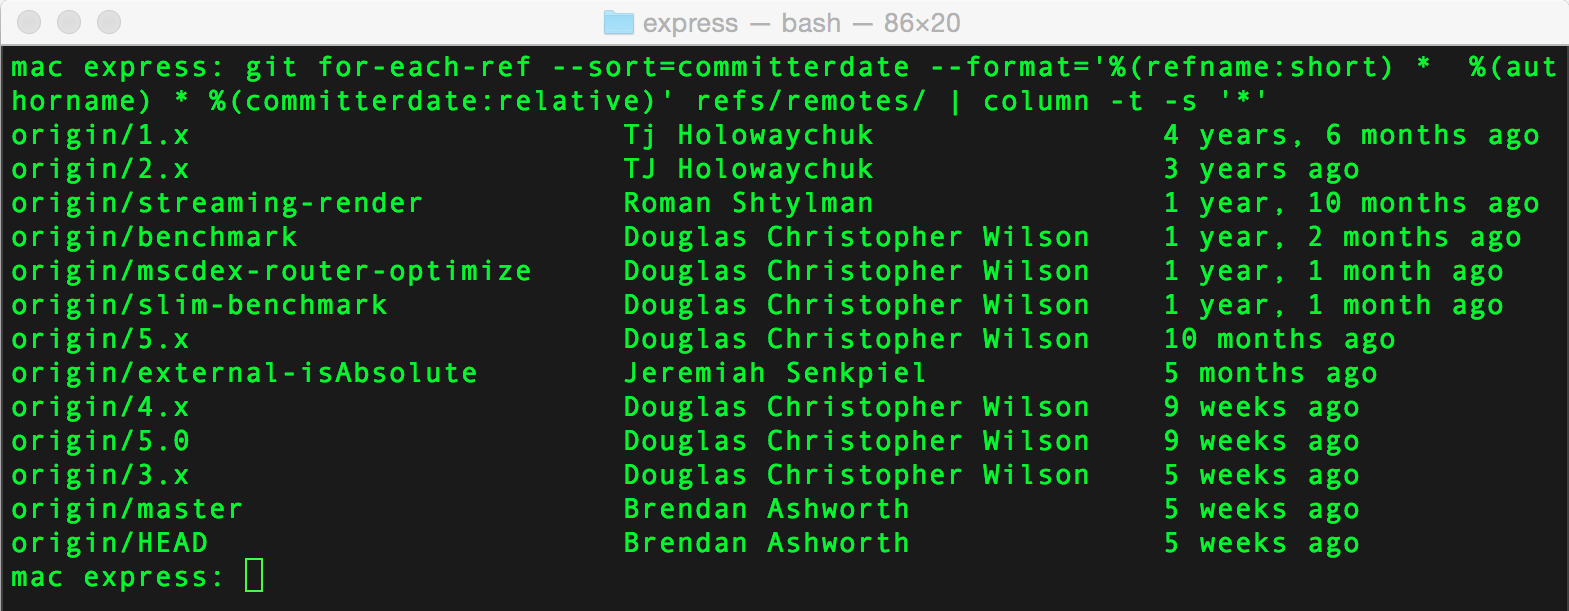 express — bash — 86×20
mac express: git for-each-ref --sort=committerdate --format='%(refname:short) *  %(aut
horname) * %(committerdate:relative)' refs/remotes/ | column -t -s '*'
origin/1.x                        Tj Holowaychuk                4 years, 6 months ago
origin/2.x                        TJ Holowaychuk                3 years ago
origin/streaming-render           Roman Shtylman                1 year, 10 months ago
origin/benchmark                  Douglas Christopher Wilson    1 year, 2 months ago
origin/mscdex-router-optimize     Douglas Christopher Wilson    1 year, 1 month ago
origin/slim-benchmark             Douglas Christopher Wilson    1 year, 1 month ago
origin/5.x                        Douglas Christopher Wilson    10 months ago
origin/external-isAbsolute        Jeremiah Senkpiel             5 months ago
origin/4.x                        Douglas Christopher Wilson    9 weeks ago
origin/5.0                        Douglas Christopher Wilson    9 weeks ago
origin/3.x                        Douglas Christopher Wilson    5 weeks ago
origin/master                     Brendan Ashworth              5 weeks ago
origin/HEAD                       Brendan Ashworth              5 weeks ago
mac express: